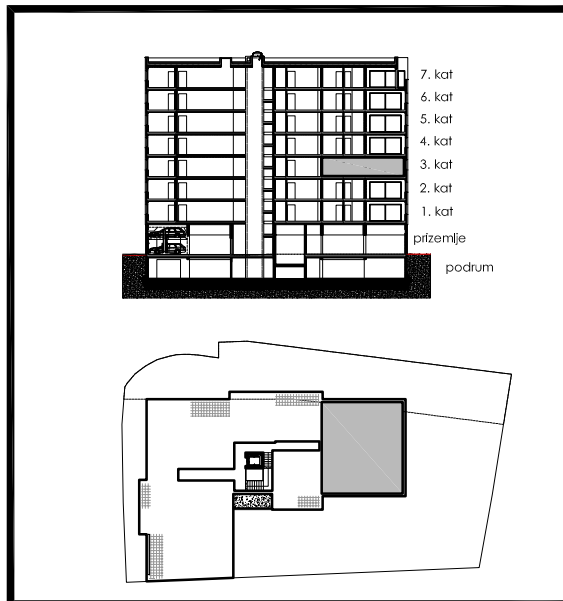 7. kat
6. kat
5. kat
4. kat
3. kat
2. kat
1. kat
prizemlje
podrum